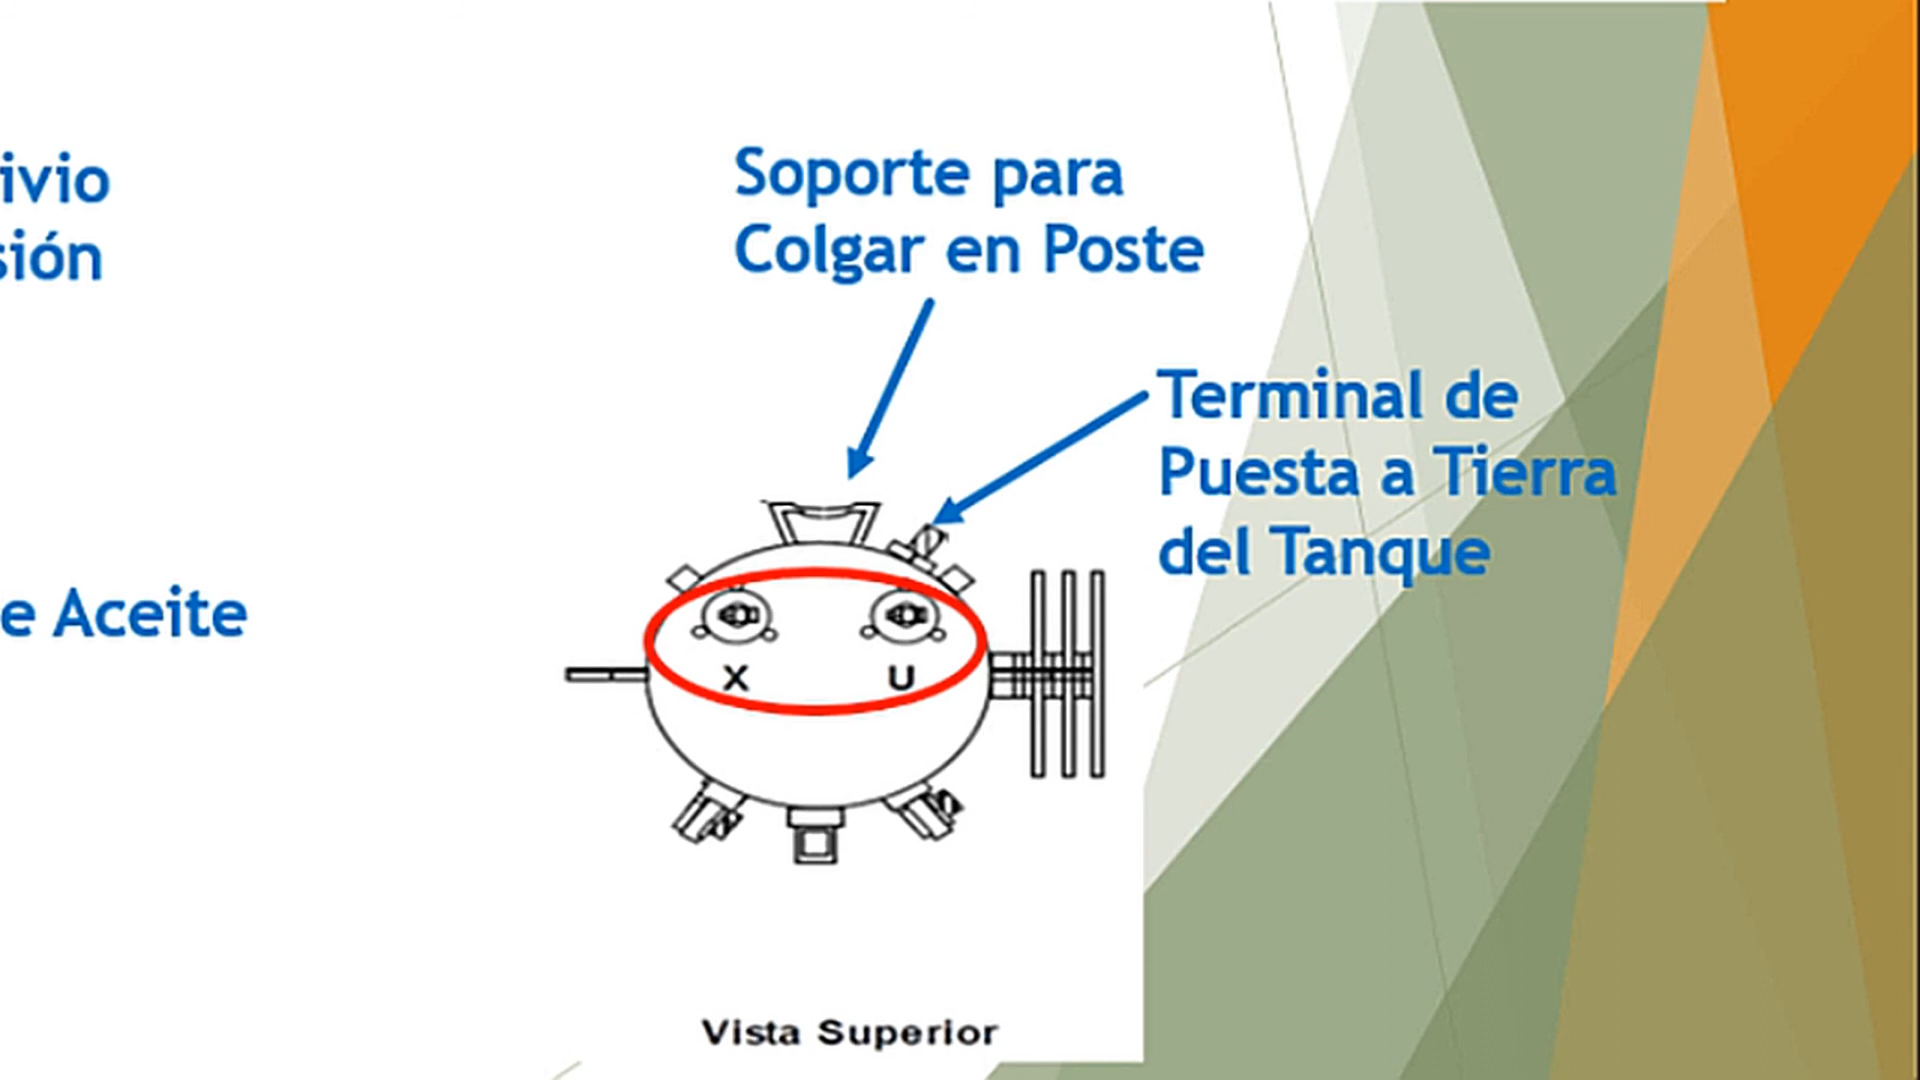 ivio
sión
Soporte para
Colgar en Poste
Terminal de
Puesta a Tierra
del Tanque
e Aceite
X
U
Vista Superior